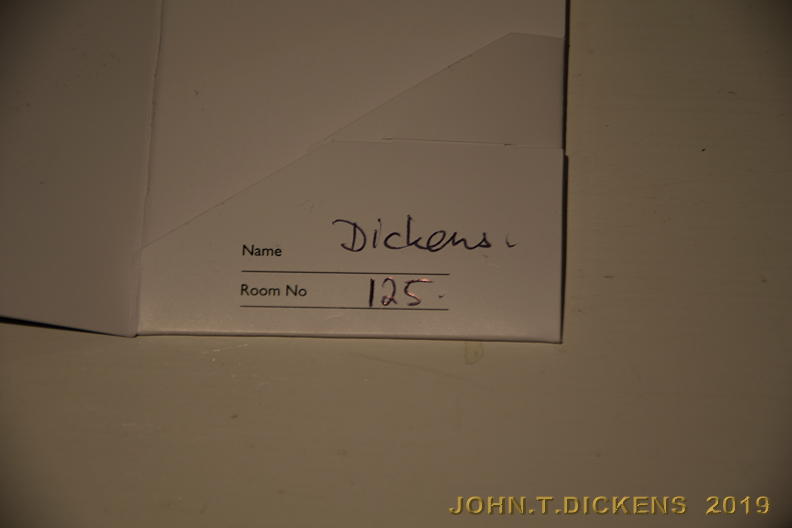 Name Dickens.
Room No 125.
JOHN.T.DICKENS 2019